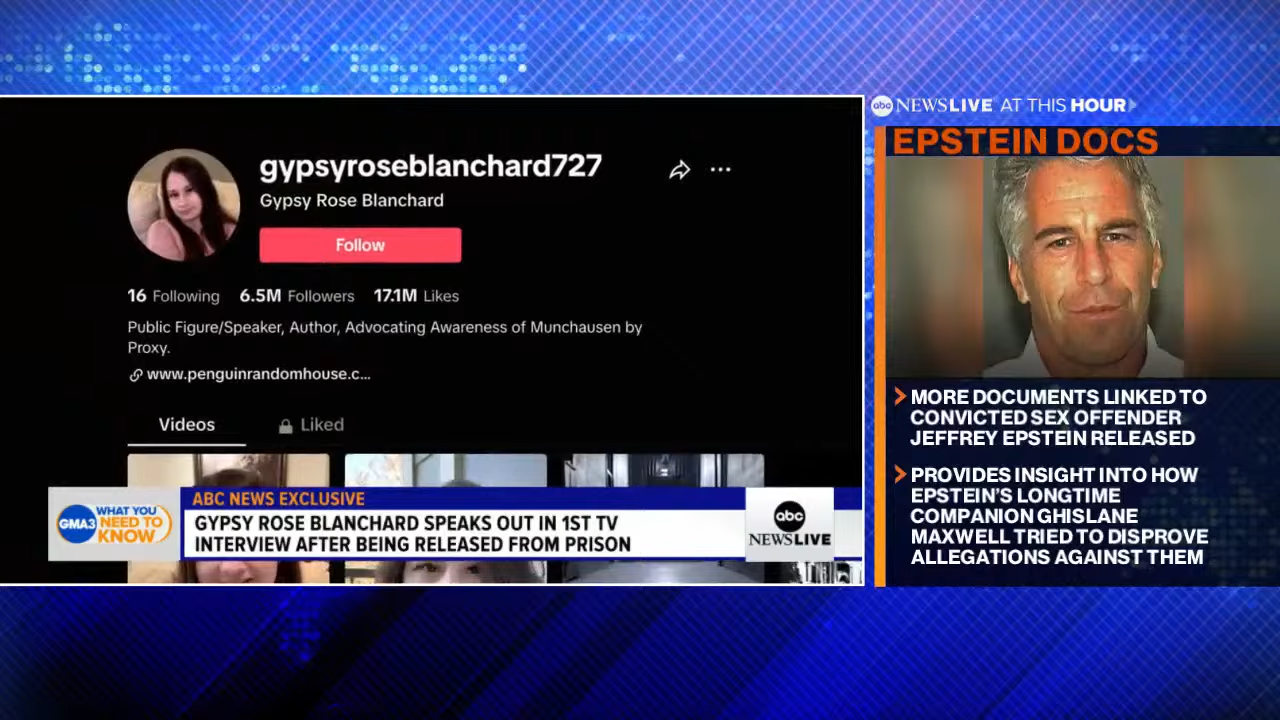 gypsyroseblanchard727
Gypsy Rose Blanchard
Follow
16 Following 6.5M Followers 17.1M Likes
Public Figure/Speaker, Author, Advocating Awareness of Munchausen by
Proxy.
www.penguinrandomhouse.c...
Videos Liked
GMA3 WHAT YOU
NEED TO
KNOW
ABC NEWS EXCLUSIVE
GYPSY ROSE BLANCHARD SPEAKS OUT IN 1ST TV
INTERVIEW AFTER BEING RELEASED FROM PRISON
abc
NEWSLIVE
abc NEWSLIVE AT THIS HOUR
EPSTEIN DOCS
MORE DOCUMENTS LINKED TO
CONVICTED SEX OFFENDER
JEFFREY EPSTEIN RELEASED
PROVIDES INSIGHT INTO HOW
EPSTEIN'S LONGTIME
COMPANION GHISLANE
MAXWELL TRIED TO DISPROVE
ALLEGATIONS AGAINST THEM